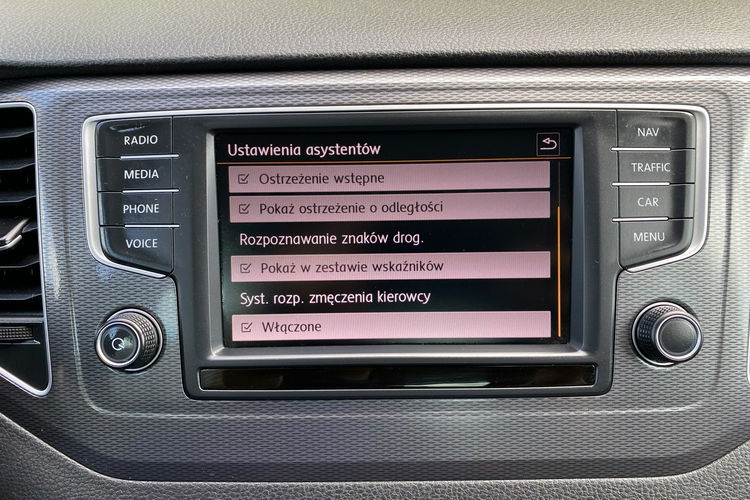 RADIO
MEDIA
PHONE
VOICE
Ustawienia asystentów
Ostrzeżenie wstępne
Pokaż ostrzeżenie o odległości
Rozpoznawanie znaków drog.
Pokaż w zestawie wskaźników
Syst. rozp. zmęczenia kierowcy
Włączone
NAV
TRAFFIC
CAR
MENU